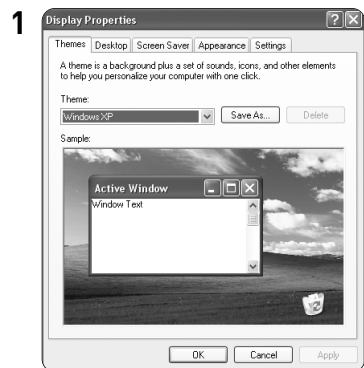 1
Display Properties
Themes Desktop Screen Saver Appearance Settings
A theme is a background plus a set of sounds, icons, and other elements
to help you personalize your computer with one click.
Theme:
Windows XP Save As... Delete
Sample:
Active Window
Window Text
OK Cancel Apply